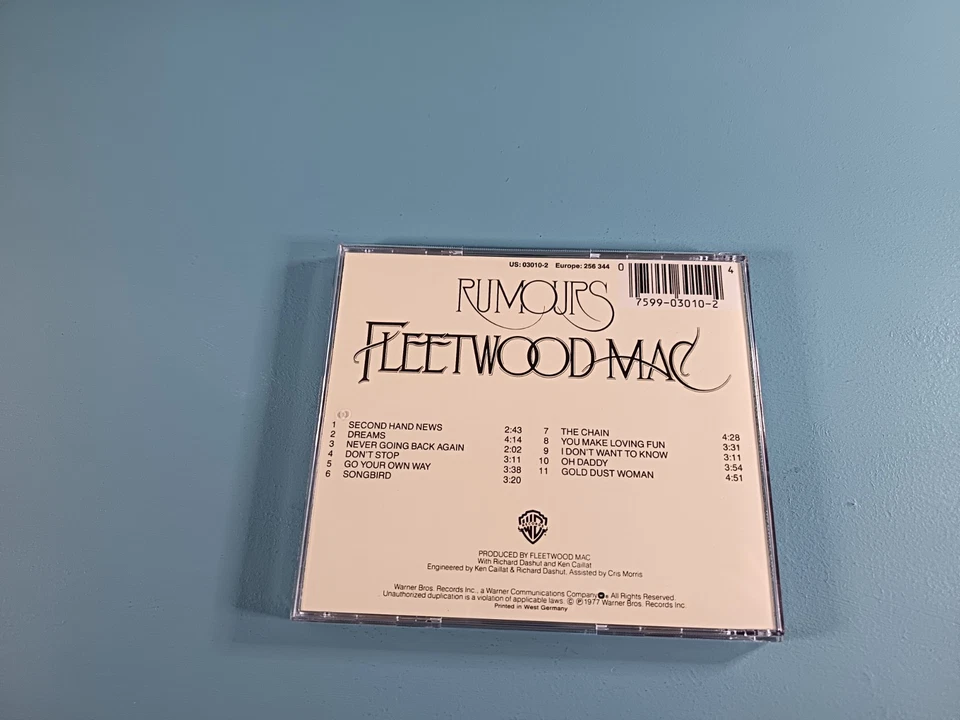 US: 03010-2 Europe: 256 344
0 7599-03010-2 4
RUMOURS
FLEETWOOD MAC
1 SECOND HAND NEWS 2:43
2 DREAMS 4:14
3 NEVER GOING BACK AGAIN 2:02
4 DON'T STOP 3:11
5 GO YOUR OWN WAY 3:38
6 SONGBIRD 3:20
7 THE CHAIN 4:28
8 YOU MAKE LOVING FUN 3:31
9 I DON'T WANT TO KNOW 3:11
10 OH DADDY 3:54
11 GOLD DUST WOMAN 4:51
PRODUCED BY FLEETWOOD MAC
With Richard Dashut and Ken Caillat
Engineered by Ken Caillat & Richard Dashut, Assisted by Cris Morris
Warner Bros. Records Inc., a Warner Communications Company. All Rights Reserved.
Unauthorized duplication is a violation of applicable laws. © ℗ 1977 Warner Bros. Records Inc.
Printed in West Germany